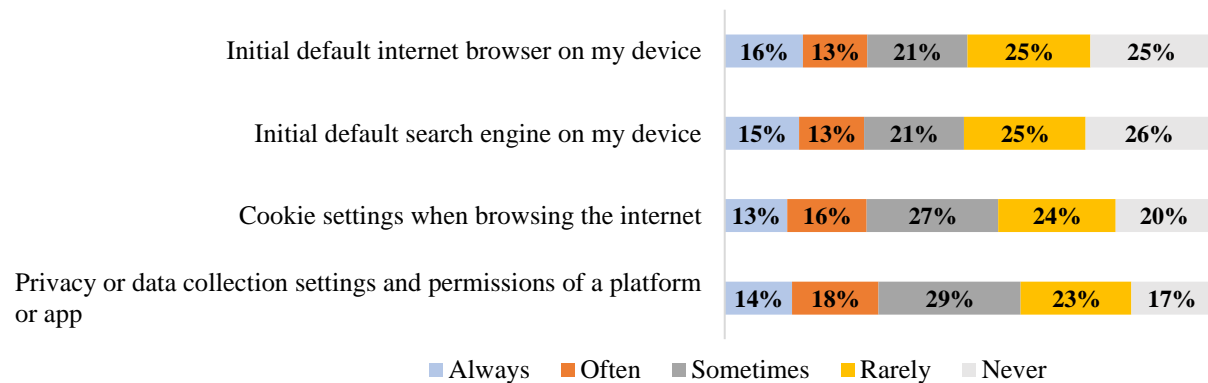 Initial default internet browser on my device
16% 13% 21% 25% 25%
Initial default search engine on my device
15% 13% 21% 25% 26%
Cookie settings when browsing the internet
13% 16% 27% 24% 20%
Privacy or data collection settings and permissions of a platform
or app
14% 18% 29% 23% 17%
Always Often Sometimes Rarely Never